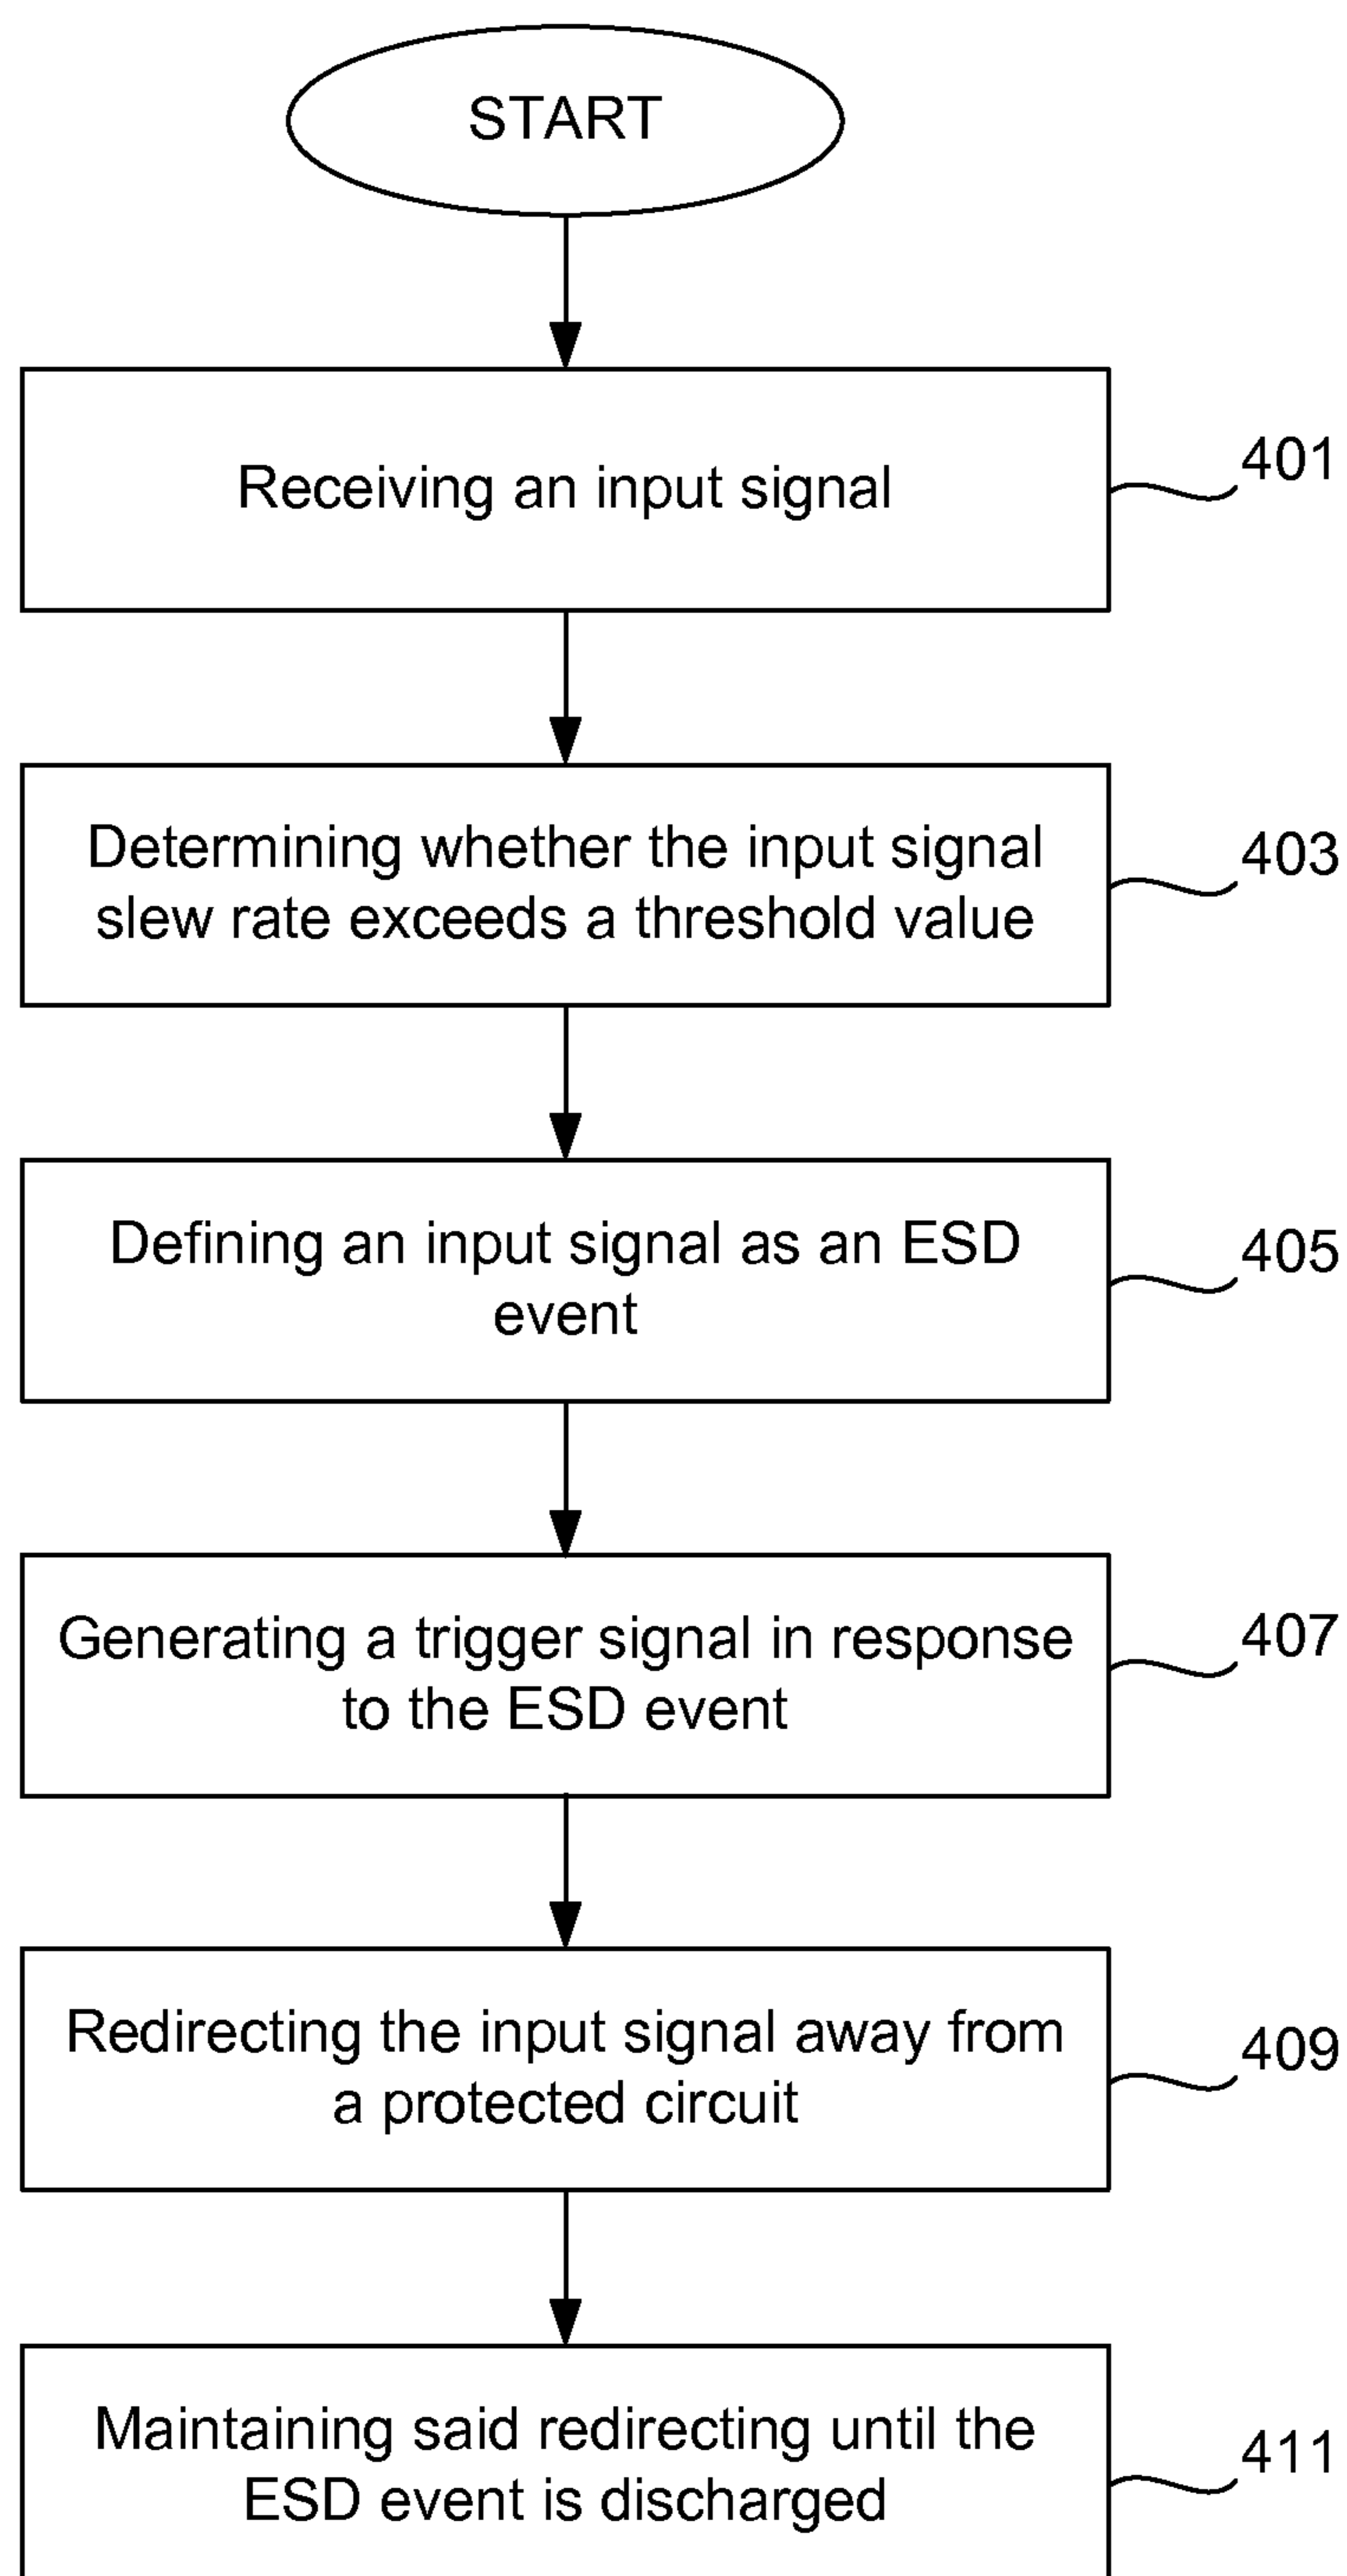 START
Receiving an input signal
401
Determining whether the input signal
slew rate exceeds a threshold value
403
Defining an input signal as an ESD
event
405
Generating a trigger signal in response
to the ESD event
407
Redirecting the input signal away from
a protected circuit
409
Maintaining said redirecting until the
ESD event is discharged
411